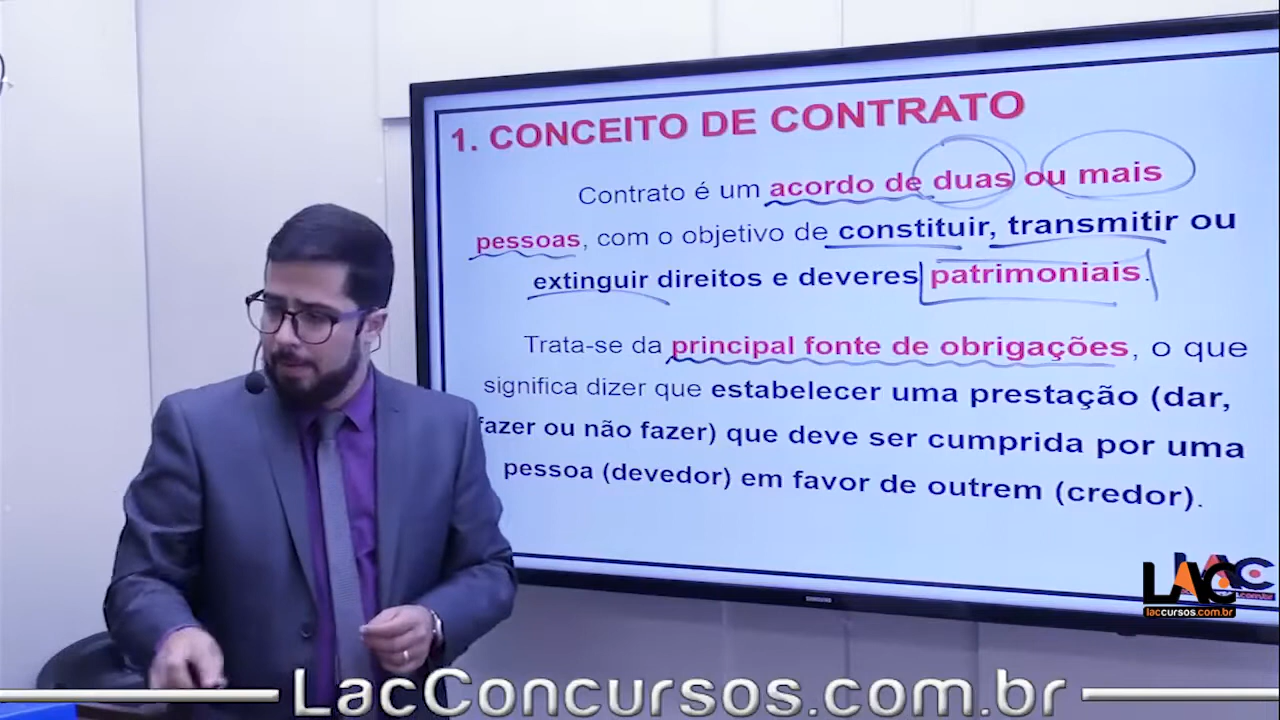 1. CONCEITO DE CONTRATO
Contrato é um acordo de duas ou mais
pessoas, com o objetivo de constituir, transmitir ou
extinguir direitos e deveres patrimoniais.
Trata-se da principal fonte de obrigações, o que
significa dizer que estabelecer uma prestação (dar,
fazer ou não fazer) que deve ser cumprida por uma
pessoa (devedor) em favor de outrem (credor).
LAC
laccursos.com.br
LacConcursos.com.br